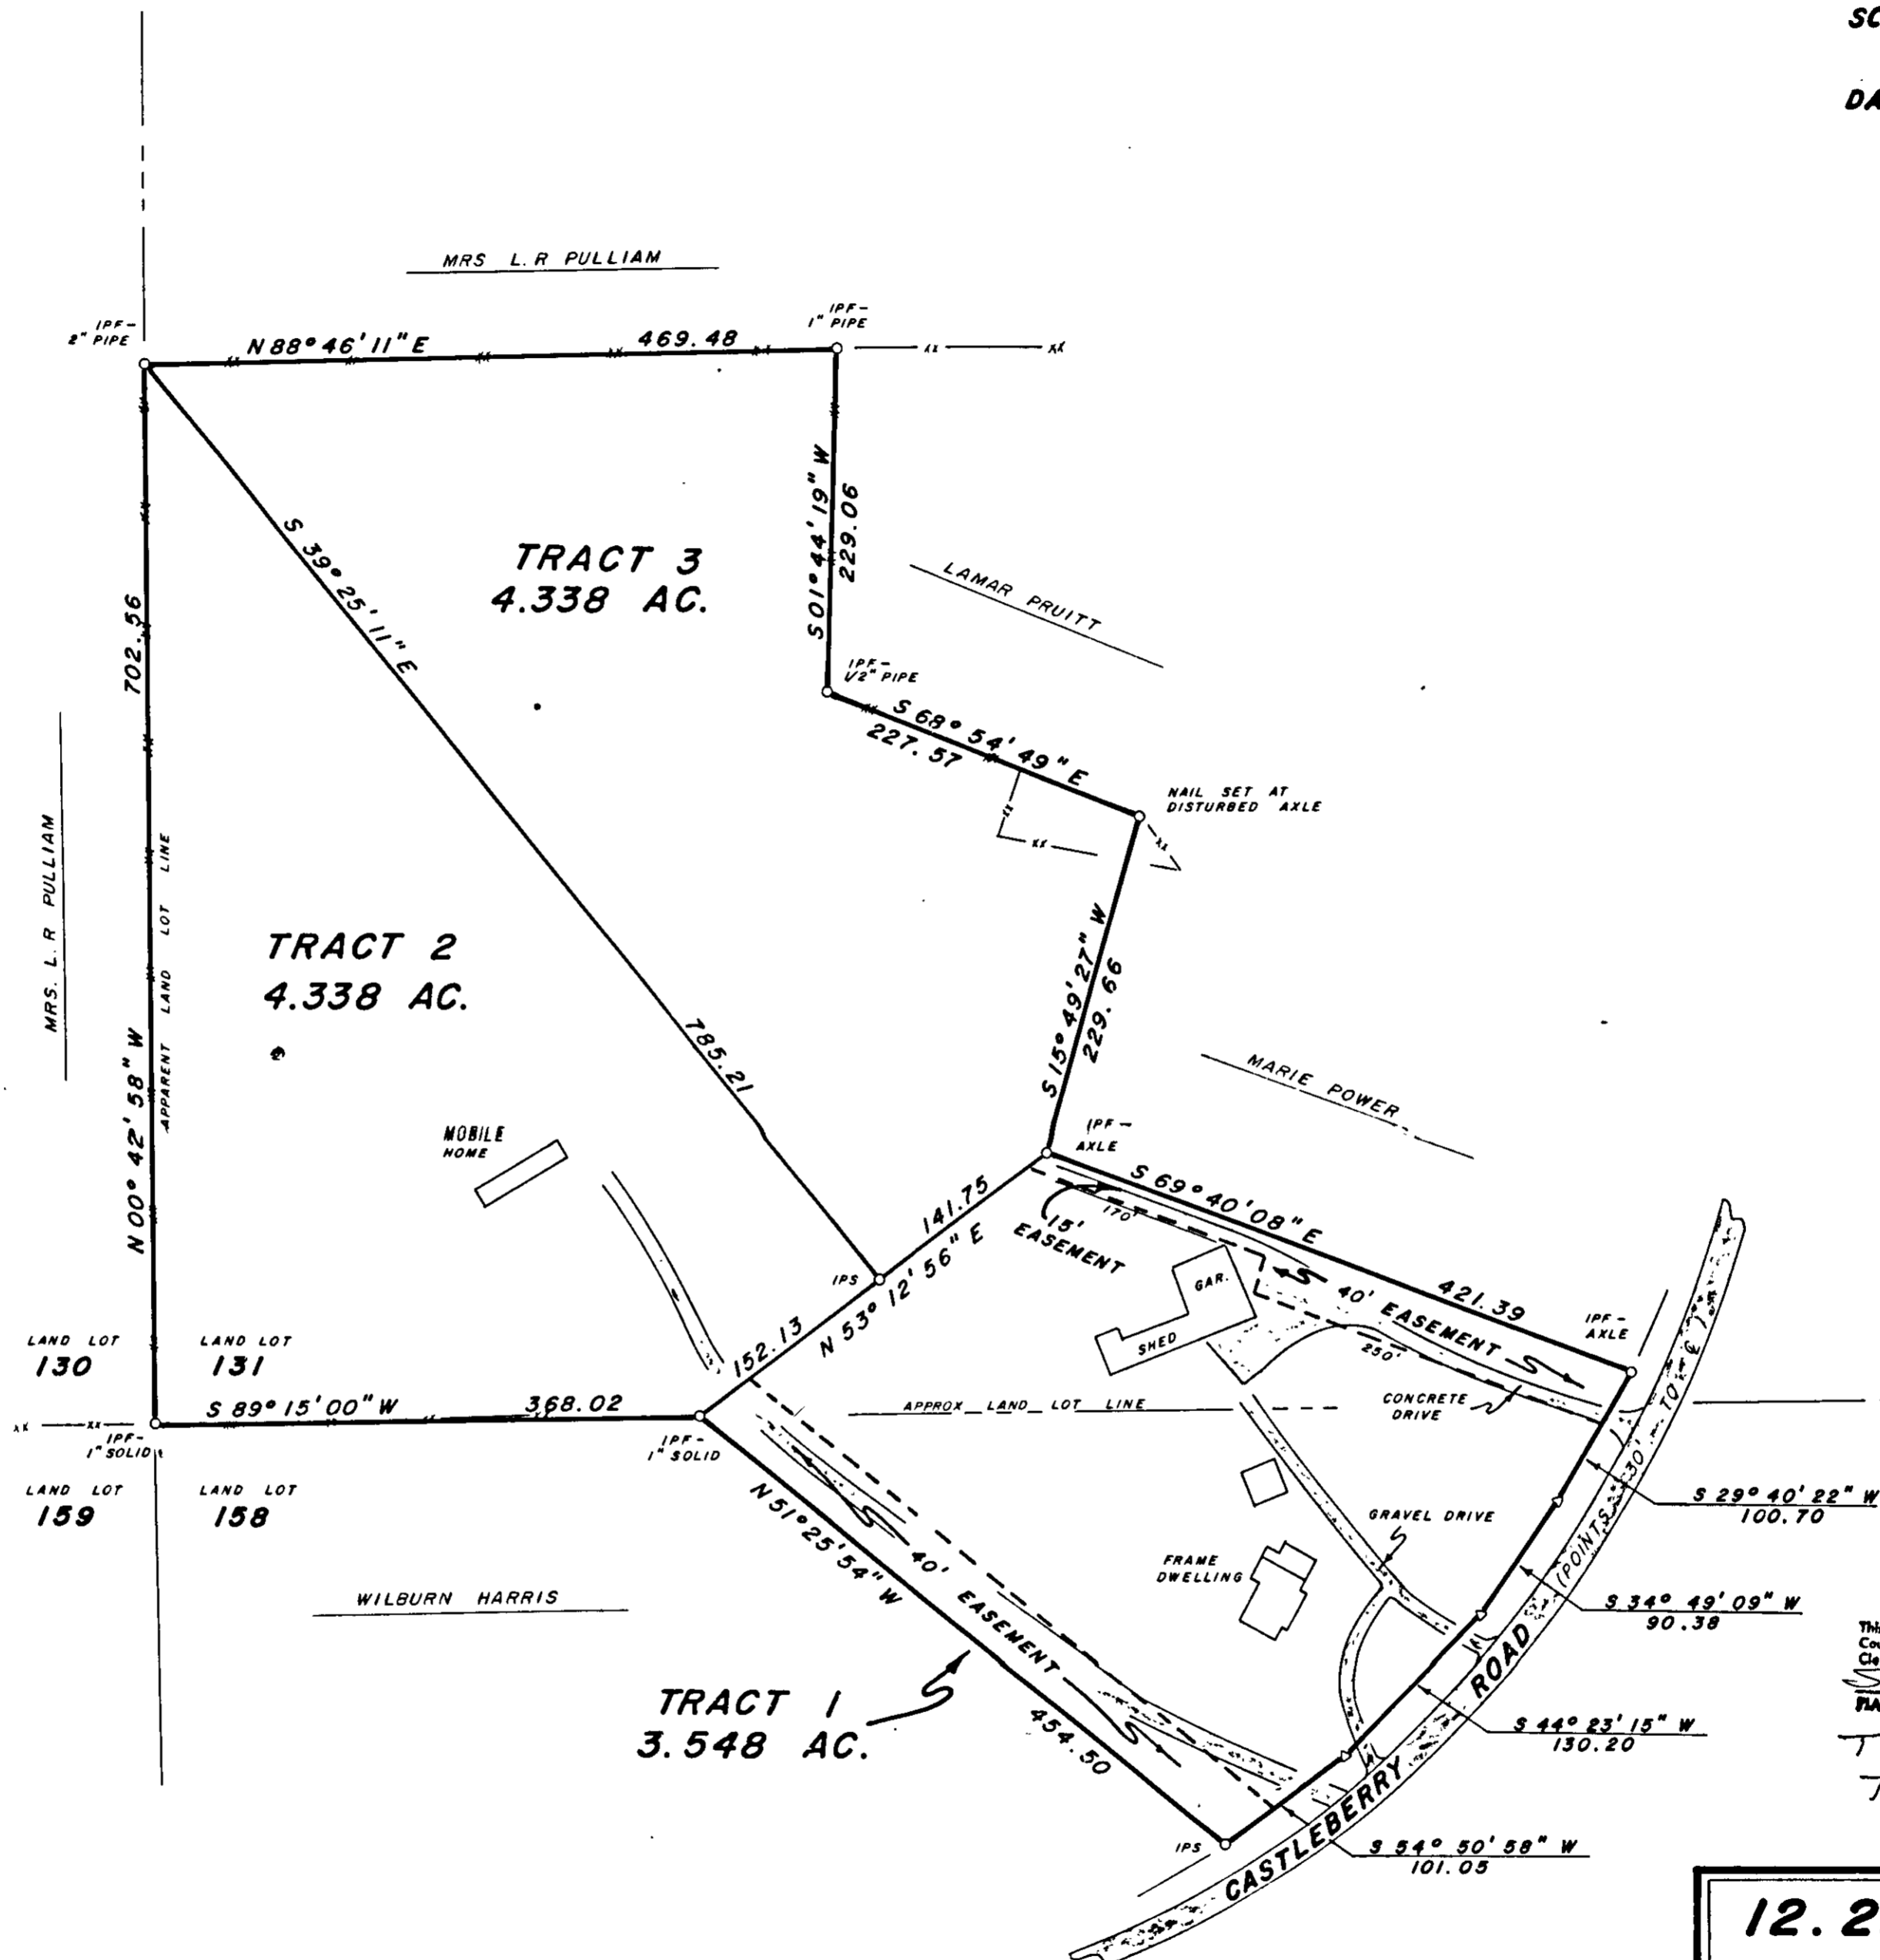 SC
DA
MRS L. R PULLIAM
IPF-
2" PIPE
N 88° 46' 11" E
469.48
IPF-
1" PIPE
S 01° 44' 19" W
229.06
TRACT 3
4.338 AC.
S 39° 25' 11" E
785.21
LAMAR PRUITT
IPF-
1/2" PIPE
S 68° 54' 49" E
227.57
NAIL SET AT
DISTURBED AXLE
702.56
N 00° 42' 58" W
APPARENT LAND LOT LINE
MRS. L. R PULLIAM
TRACT 2
4.338 AC.
S 15° 49' 27" W
229.66
MARIE POWER
MOBILE
HOME
IPF-
AXLE
S 69° 40' 08" E
421.39
141.75
15'
EASEMENT
170'
IPS
N 53° 12' 56" E
152.13
GAR.
SHED
40' EASEMENT
250'
IPF-
AXLE
CONCRETE
DRIVE
LAND LOT
130
LAND LOT
131
S 89° 15' 00" W
368.02
APPROX LAND LOT LINE
IPF-
1" SOLID
IPF-
1" SOLID
LAND LOT
159
LAND LOT
158
N 51° 25' 54" W
454.50
40' EASEMENT
GRAVEL DRIVE
FRAME
DWELLING
S 29° 40' 22" W
100.70
S 34° 49' 09" W
90.38
WILBURN HARRIS
TRACT 1
3.548 AC.
S 44° 23' 15" W
130.20
CASTLEBERRY ROAD (POINTS 30' TO ℄)
IPS
S 54° 50' 58" W
101.05
This
Cou
Cle
PLA
12.2